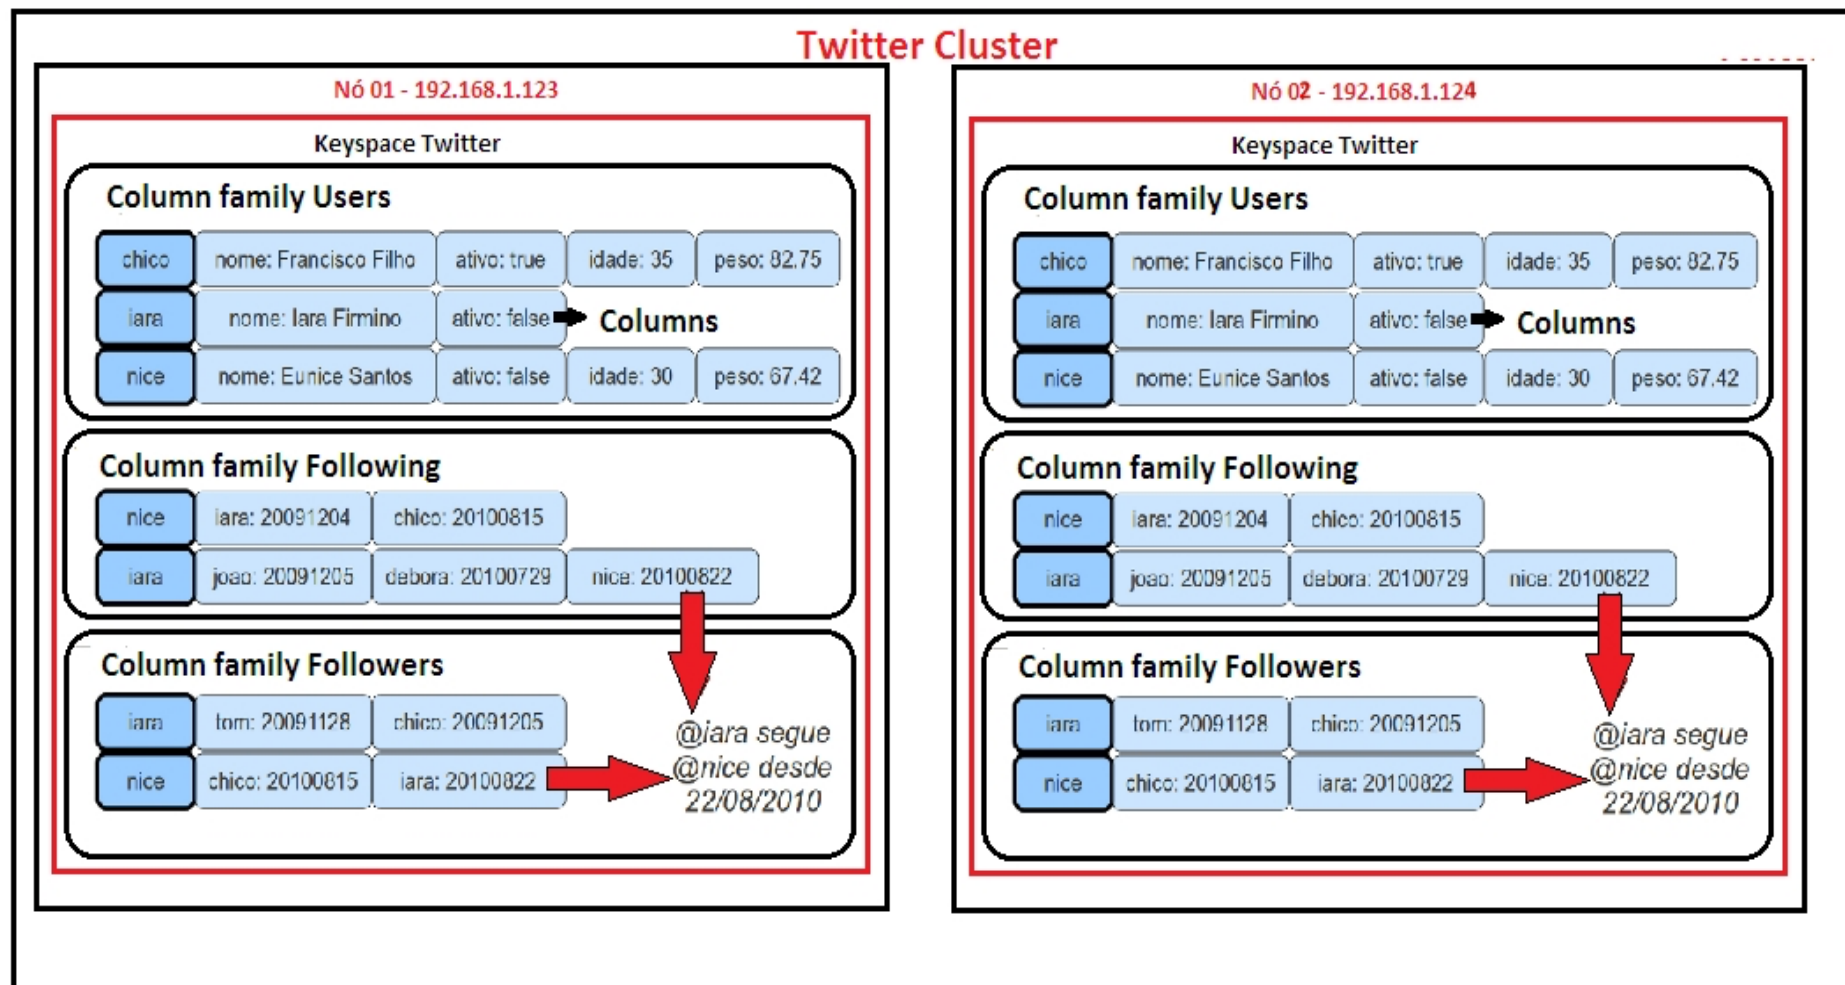 Twitter Cluster
Nó 01 - 192.168.1.123
Keyspace Twitter
Column family Users
chico nome: Francisco Filho ativo: true idade: 35 peso: 82.75
iara nome: Iara Firmino ativo: false Columns
nice nome: Eunice Santos ativo: false idade: 30 peso: 67.42
Column family Following
nice iara: 20091204 chico: 20100815
iara joao: 20091205 debora: 20100729 nice: 20100822
Column family Followers
iara tom: 20091128 chico: 20091205
nice chico: 20100815 iara: 20100822
@iara segue
@nice desde
22/08/2010
Nó 02 - 192.168.1.124
Keyspace Twitter
Column family Users
chico nome: Francisco Filho ativo: true idade: 35 peso: 82.75
iara nome: Iara Firmino ativo: false Columns
nice nome: Eunice Santos ativo: false idade: 30 peso: 67.42
Column family Following
nice iara: 20091204 chico: 20100815
iara joao: 20091205 debora: 20100729 nice: 20100822
Column family Followers
iara tom: 20091128 chico: 20091205
nice chico: 20100815 iara: 20100822
@iara segue
@nice desde
22/08/2010